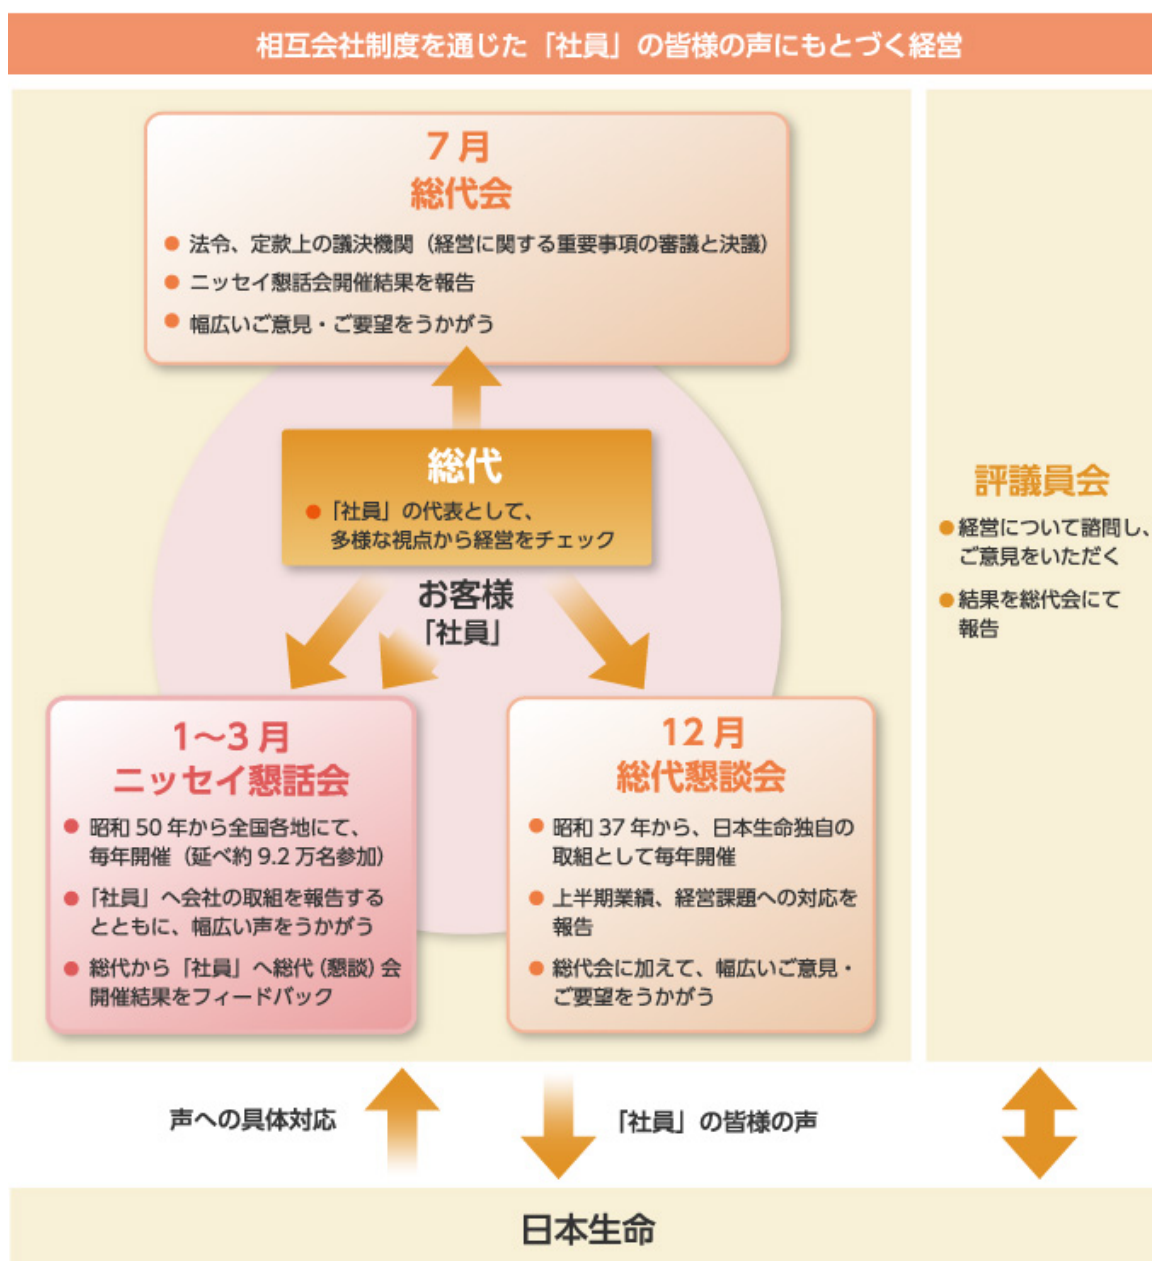 相互会社制度を通じた「社員」の皆様の声にもとづく経営
7月
総代会
● 法令、定款上の議決機関（経営に関する重要事項の審議と決議）
● ニッセイ懇話会開催結果を報告
● 幅広いご意見・ご要望をうかがう
総代
● 「社員」の代表として、
多様な視点から経営をチェック
お客様
「社員」
1～3月
ニッセイ懇話会
● 昭和50年から全国各地にて、
毎年開催（延べ約9.2万名参加）
● 「社員」へ会社の取組を報告する
とともに、幅広い声をうかがう
● 総代から「社員」へ総代（懇談）会
開催結果をフィードバック
12月
総代懇談会
● 昭和37年から、日本生命独自の
取組として毎年開催
● 上半期業績、経営課題への対応を
報告
● 総代会に加えて、幅広いご意見・
ご要望をうかがう
評議員会
● 経営について諮問し、
ご意見をいただく
● 結果を総代会にて
報告
声への具体対応
「社員」の皆様の声
日本生命